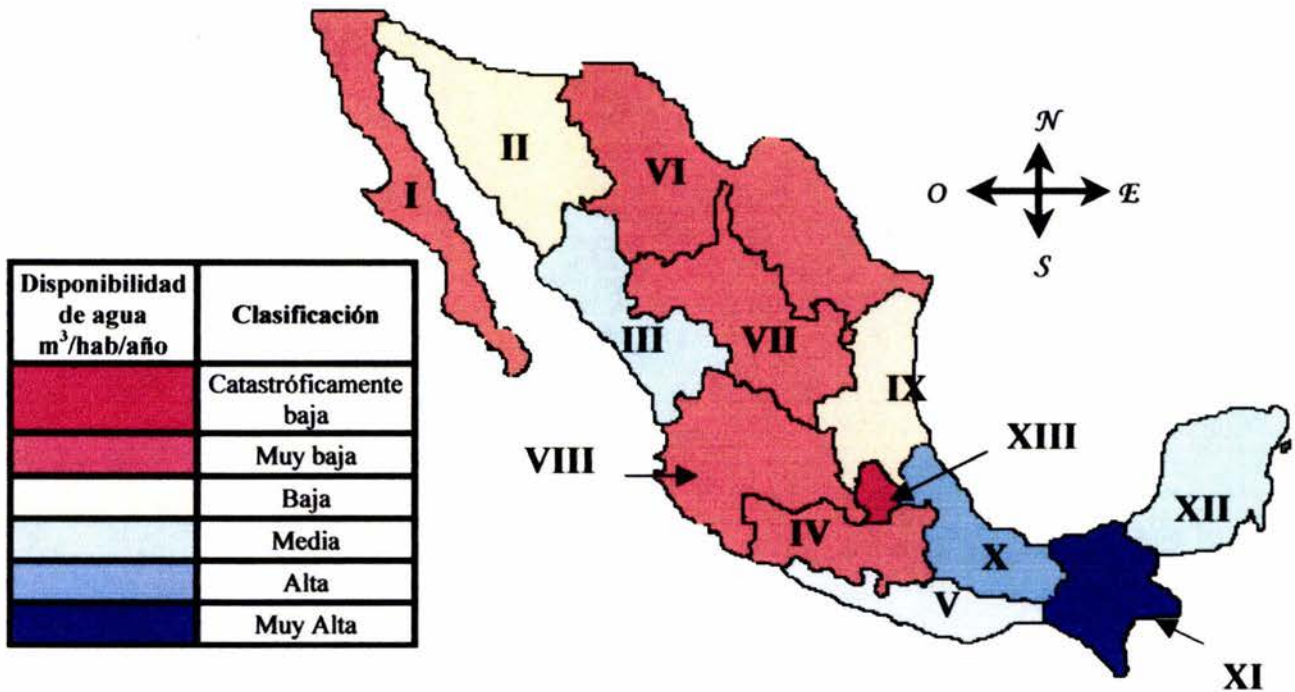 N
O
E
S
I
II
VI
III
VII
IX
VIII
XIII
IV
X
XII
V
XI
Disponibilidad
de agua
m³/hab/año
Clasificación
Catastróficamente
baja
Muy baja
Baja
Media
Alta
Muy Alta